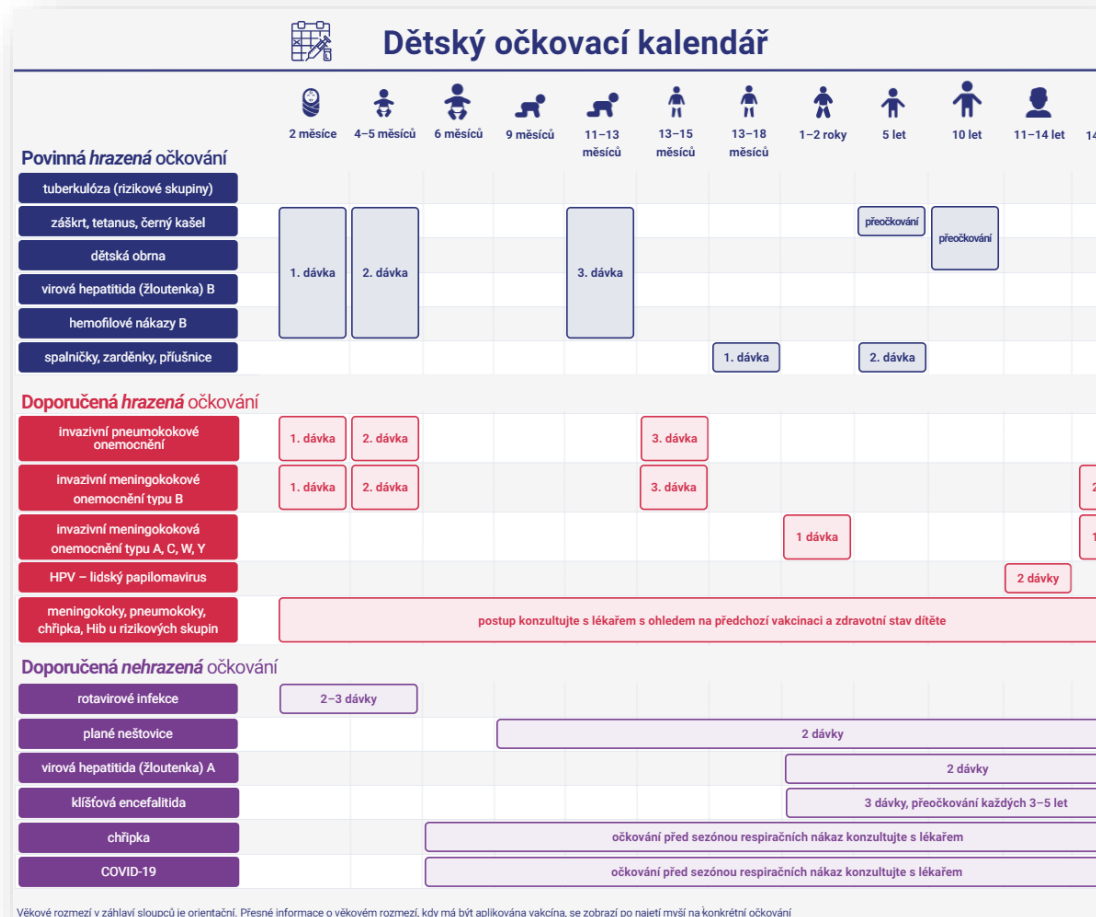 Dětský očkovací kalendář
2 měsíce
4–5 měsíců
6 měsíců
9 měsíců
11–13
měsíců
13–15
měsíců
13–18
měsíců
1–2 roky
5 let
10 let
11–14 let
14
Povinná hrazená očkování
tuberkulóza (rizikové skupiny)
záškrt, tetanus, černý kašel
přeočkování
přeočkování
dětská obrna
1. dávka
2. dávka
3. dávka
virová hepatitida (žloutenka) B
hemofilové nákazy B
spalničky, zarděnky, příušnice
1. dávka
2. dávka
Doporučená hrazená očkování
invazivní pneumokokové
onemocnění
1. dávka
2. dávka
3. dávka
invazivní meningokokové
onemocnění typu B
1. dávka
2. dávka
3. dávka
2
invazivní meningokoková
onemocnění typu A, C, W, Y
1 dávka
1
HPV – lidský papilomavirus
2 dávky
meningokoky, pneumokoky,
chřipka, Hib u rizikových skupin
postup konzultujte s lékařem s ohledem na předchozí vakcinaci a zdravotní stav dítěte
Doporučená nehrazená očkování
rotavirové infekce
2–3 dávky
plané neštovice
2 dávky
virová hepatitida (žloutenka) A
2 dávky
klíšťová encefalitida
3 dávky, přeočkování každých 3–5 let
chřipka
očkování před sezónou respiračních nákaz konzultujte s lékařem
COVID-19
očkování před sezónou respiračních nákaz konzultujte s lékařem
Věkové rozmezí v záhlaví sloupců je orientační. Přesné informace o věkovém rozmezí, kdy má být aplikována vakcína, se zobrazí po najetí myší na konkrétní očkování